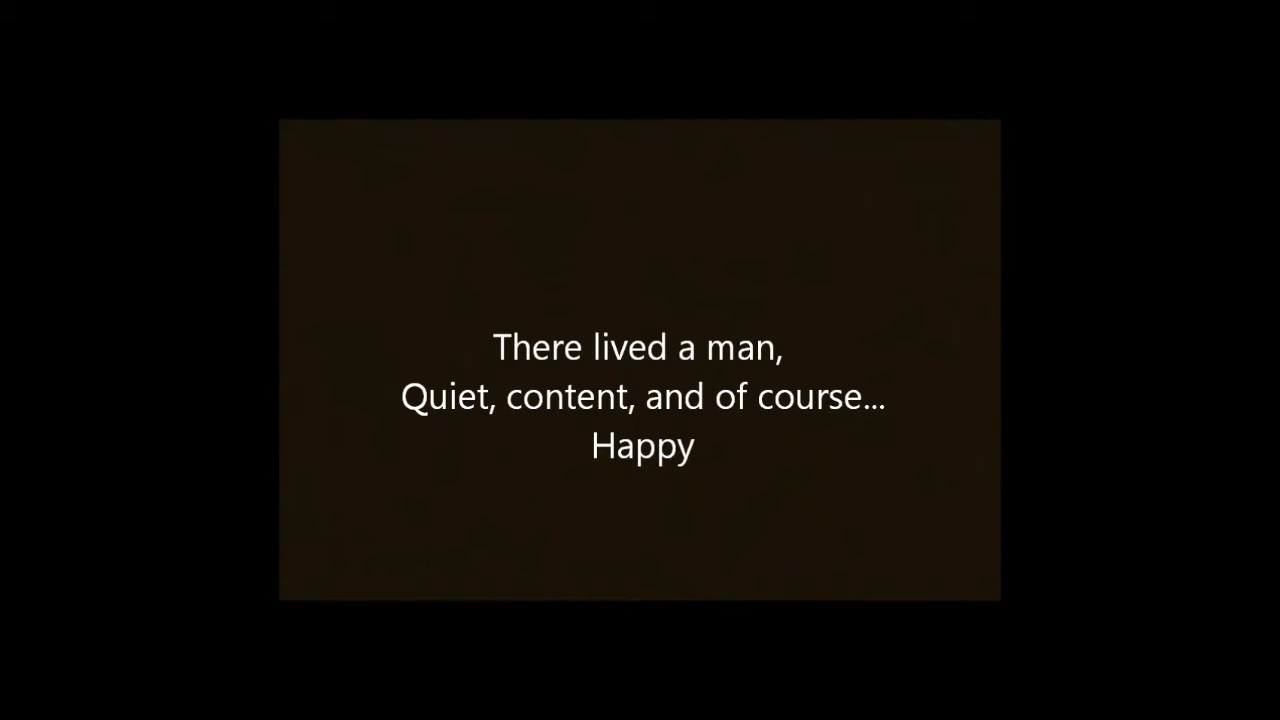 There lived a man,
Quiet, content, and of course...
Happy